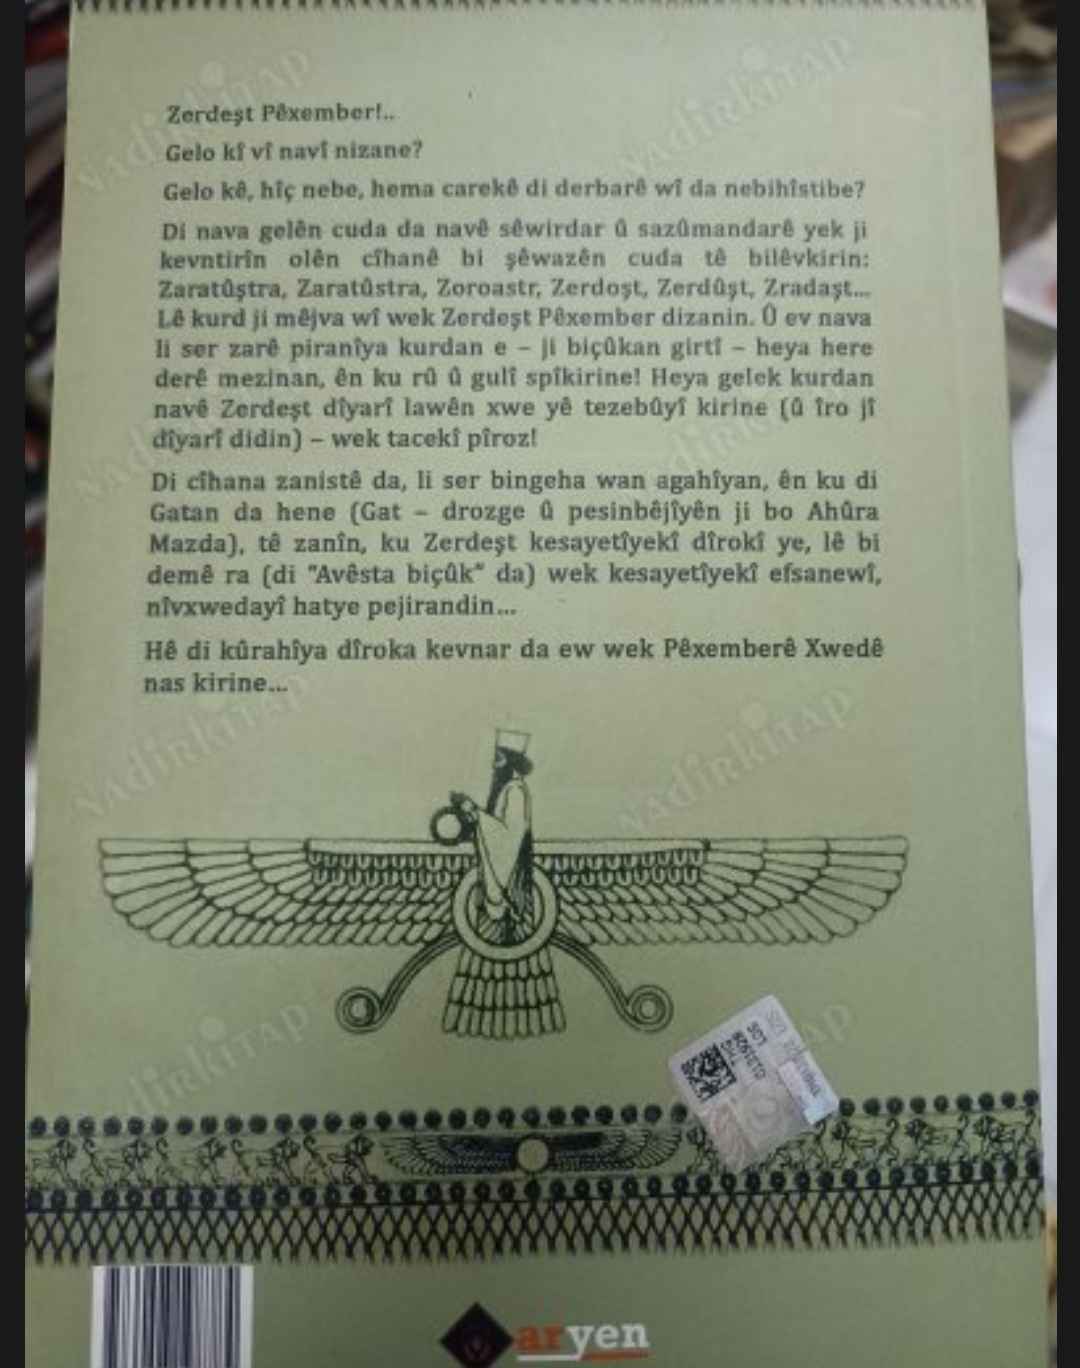 Zerdeşt Pêxember!..
Gelo kî vî navî nizane?
Gelo kê, hîç nebe, hema carekê di derbarê wî da nebihîstibe?
Di nava gelên cuda da navê sêwirdar û sazûmandarê yek ji
kevntirîn olên cîhanê bi şêwazên cuda tê bilêvkirin:
Zaratûştra, Zaratûstra, Zoroastr, Zerdoşt, Zerdûşt, Zradaşt...
Lê kurd ji mêjva wî wek Zerdeşt Pêxember dizanin. Û ev nava
li ser zarê piranîya kurdan e – ji biçûkan girtî – heya here
derê mezinan, ên ku rû û gulî spîkirine! Heya gelek kurdan
navê Zerdeşt dîyarî lawên xwe yê tezebûyî kirine (û îro jî
dîyarî didin) – wek tacekî pîroz!
Di cîhana zanistê da, li ser bingeha wan agahîyan, ên ku di
Gatan da hene (Gat – drozge û pesinbêjîyên ji bo Ahûra
Mazda), tê zanîn, ku Zerdeşt kesayetîyekî dîrokî ye, lê bi
demê ra (di "Avêsta biçûk" da) wek kesayetîyekî efsanewî,
nîvxwedayî hatye pejirandin...
Hê di kûrahîya dîroka kevnar da ew wek Pêxemberê Xwedê
nas kirine...
aryen
NADİRKİTAP